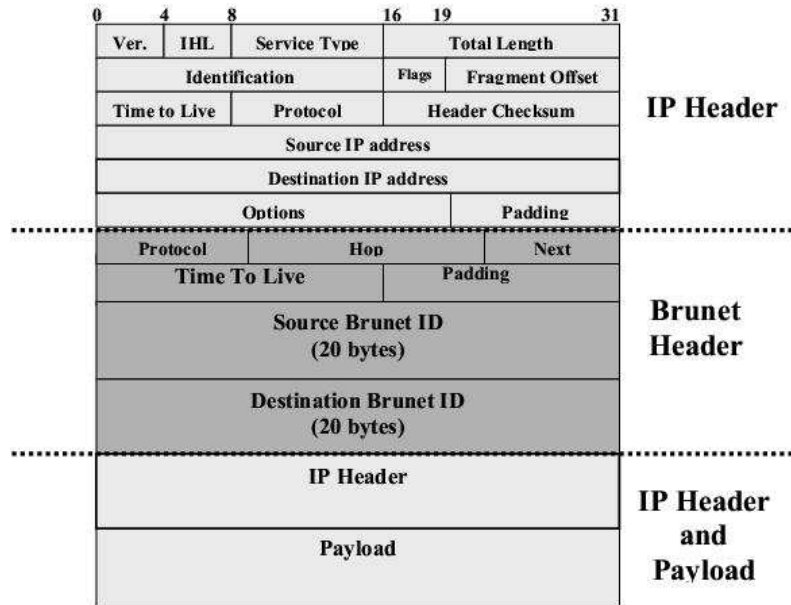 0 4 8 16 19 31
Ver. IHL Service Type Total Length
Identification Flags Fragment Offset
Time to Live Protocol Header Checksum
IP Header
Source IP address
Destination IP address
Options Padding
Protocol Hop Next
Time To Live Padding
Brunet
Header
Source Brunet ID
(20 bytes)
Destination Brunet ID
(20 bytes)
IP Header
IP Header
and
Payload
Payload